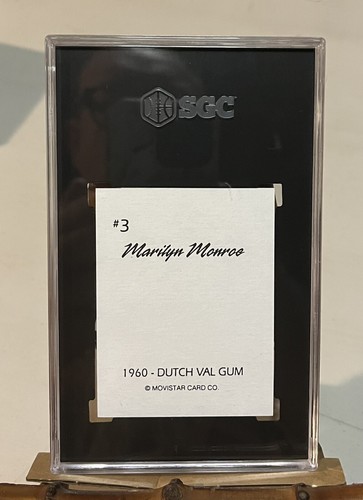 SGC
#3
Marilyn Monroe
1960 - DUTCH VAL GUM
© MOVISTAR CARD CO.